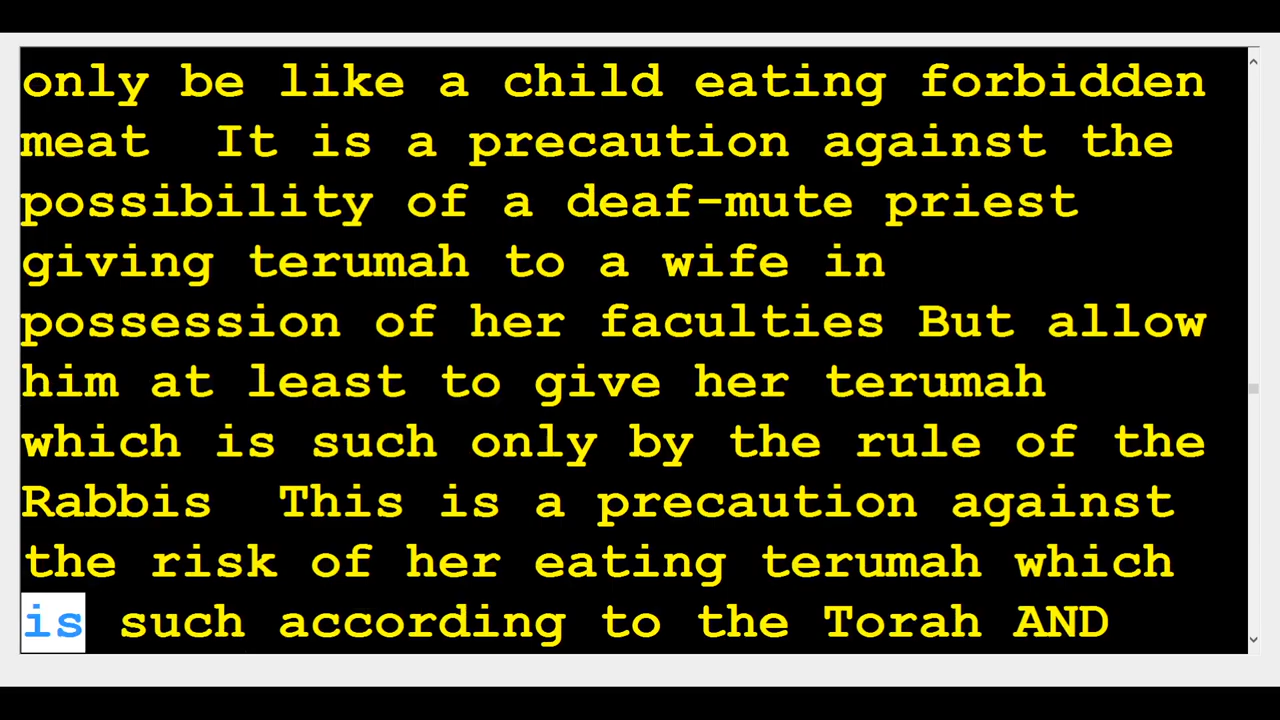 only be like a child eating forbidden
meat  It is a precaution against the
possibility of a deaf-mute priest
giving terumah to a wife in
possession of her faculties But allow
him at least to give her terumah
which is such only by the rule of the
Rabbis  This is a precaution against
the risk of her eating terumah which
is such according to the Torah AND